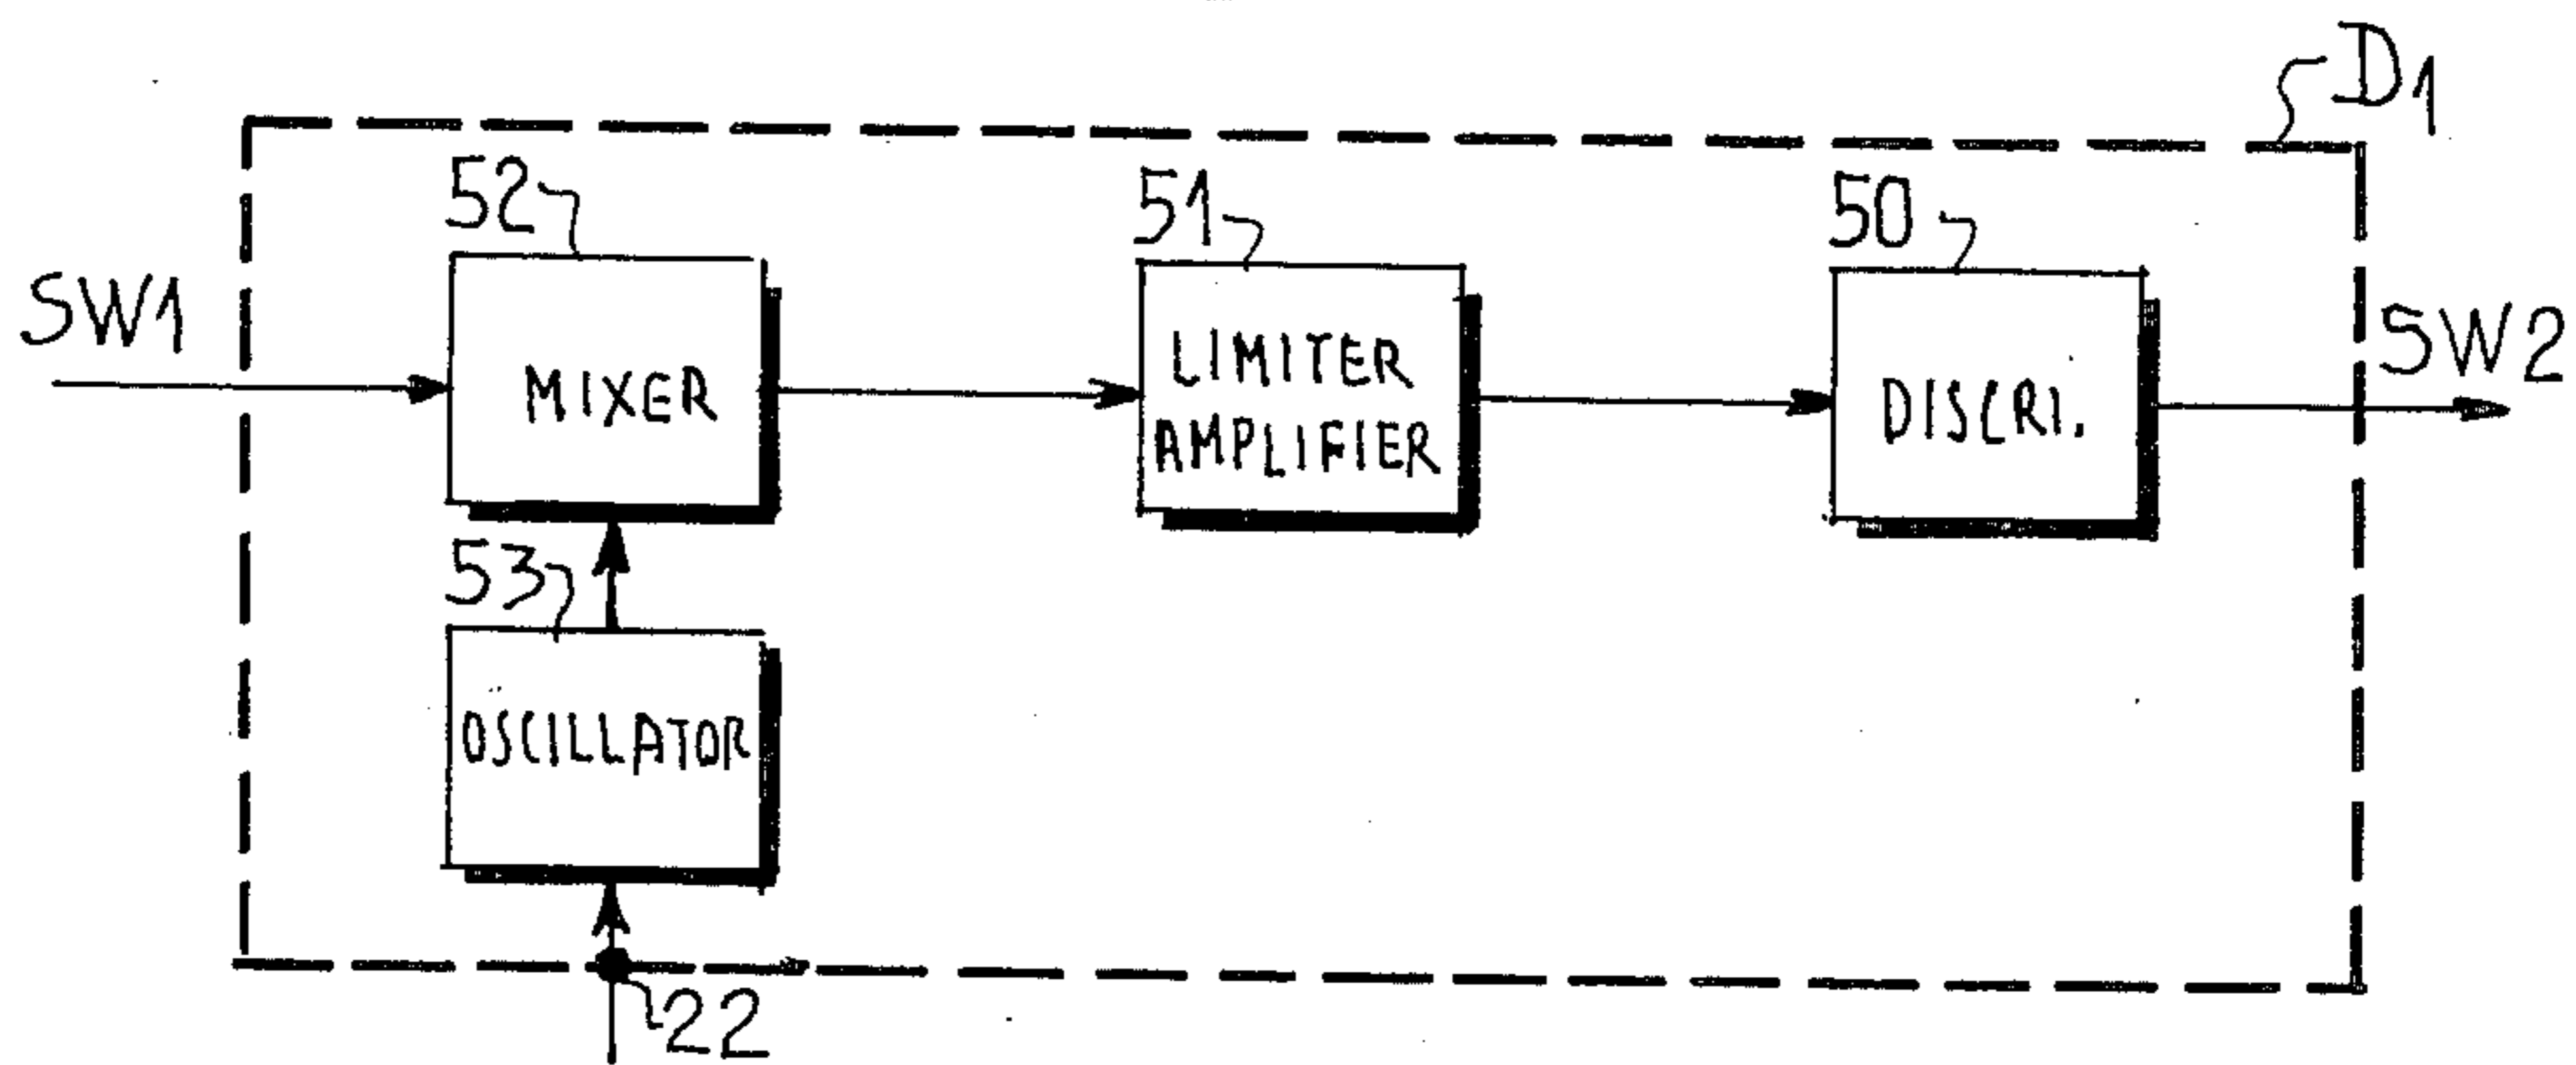 D1
52
51
50
SW1
SW2
MIXER
LIMITER
AMPLIFIER
DISCRI.
53
OSCILLATOR
22